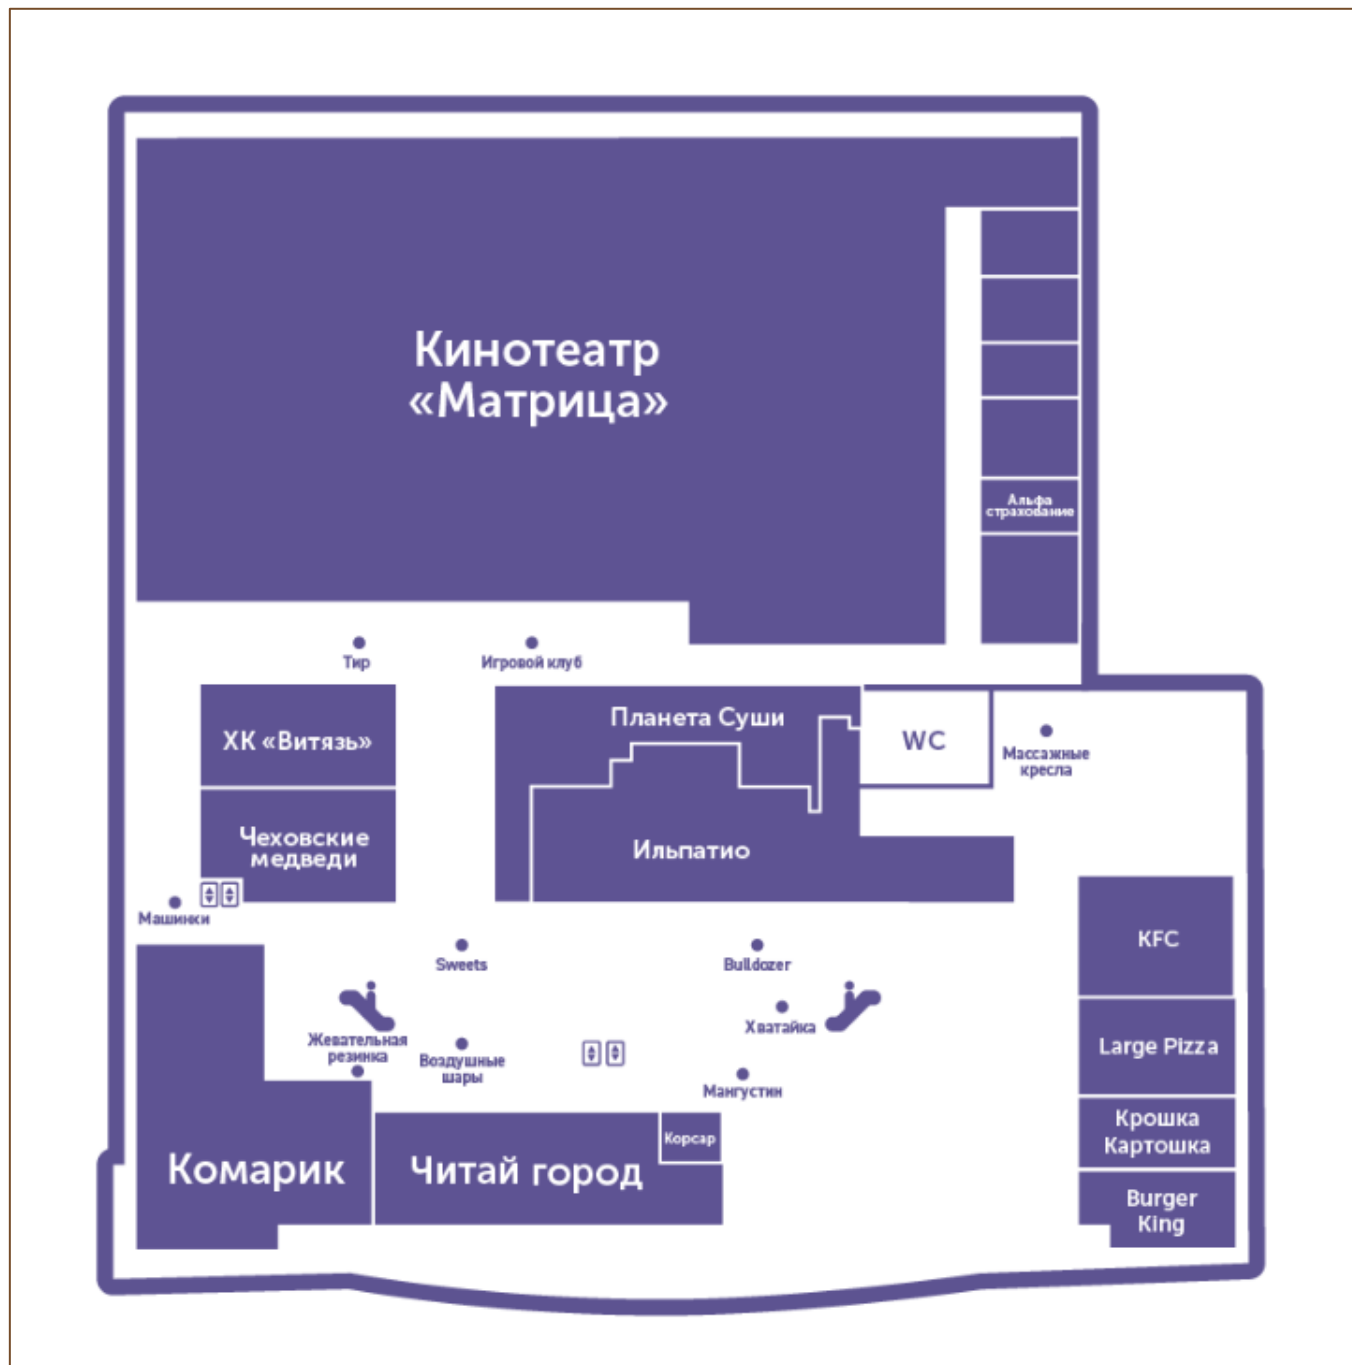 Кинотеатр
«Матрица»
Альфа
страхование
Тир
Игровой клуб
Планета Суши
ХК «Витязь»
WC
Массажные
кресла
Чеховские
медведи
Ильпатио
Машинки
KFC
Sweets
Bulldozer
Хватайка
Жевательная
резинка
Воздушные
шары
Large Pizza
Мангустин
Крошка
Картошка
Корсар
Комарик
Читай город
Burger
King